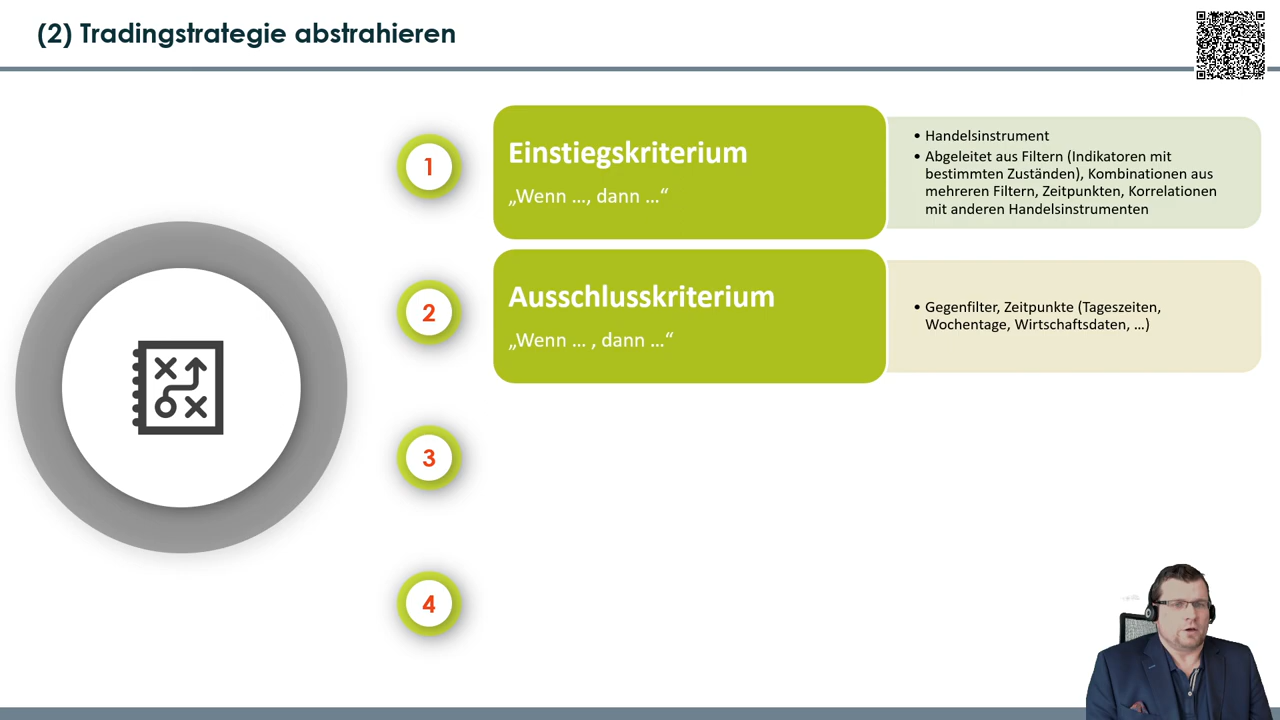 (2) Tradingstrategie abstrahieren
1
Einstiegskriterium
„Wenn ..., dann ...“
• Handelsinstrument
• Abgeleitet aus Filtern (Indikatoren mit
bestimmten Zuständen), Kombinationen aus
mehreren Filtern, Zeitpunkten, Korrelationen
mit anderen Handelsinstrumenten
2
Ausschlusskriterium
„Wenn ... , dann ...“
• Gegenfilter, Zeitpunkte (Tageszeiten,
Wochentage, Wirtschaftsdaten, ...)
3
4